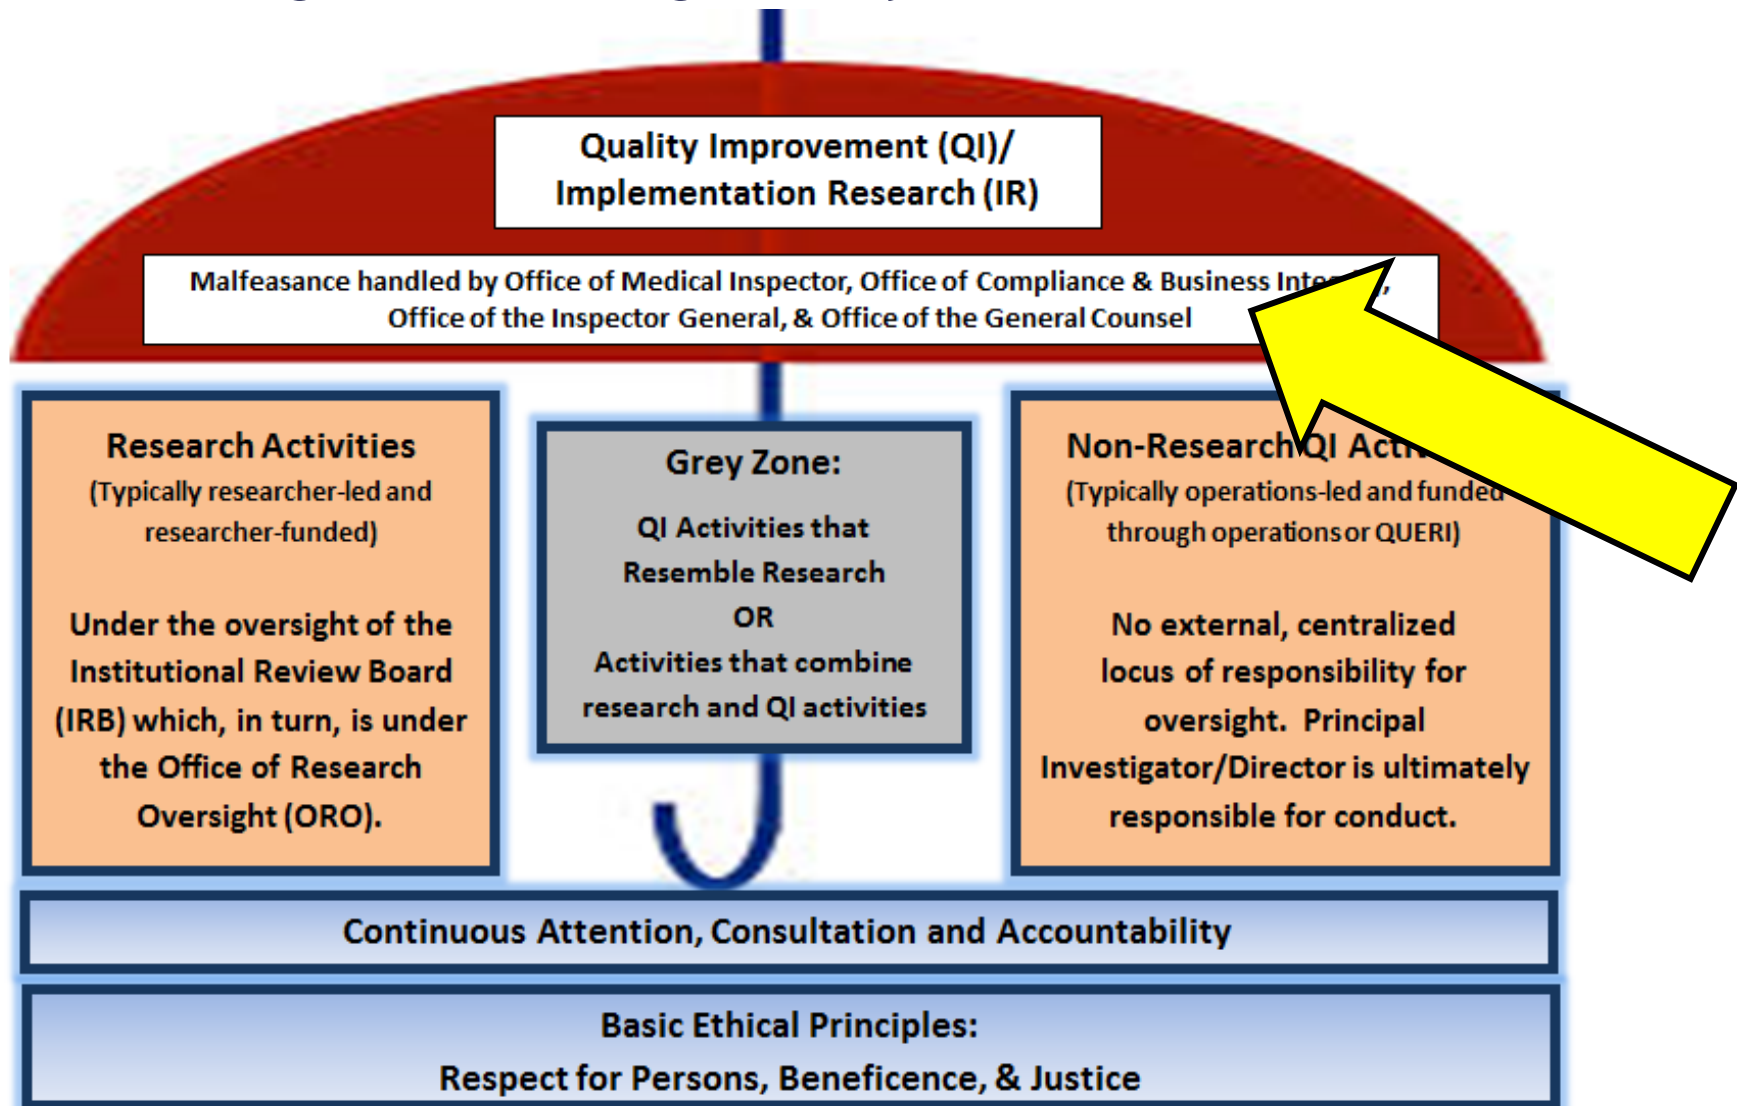 Quality Improvement (QI)/
Implementation Research (IR)
Malfeasance handled by Office of Medical Inspector, Office of Compliance & Business
Office of the Inspector General, & Office of the General Counsel
Research Activities
(Typically researcher-led and
researcher-funded)
Under the oversight of the
Institutional Review Board
(IRB) which, in turn, is under
the Office of Research
Oversight (ORO).
Grey Zone:
QI Activities that
Resemble Research
OR
Activities that combine
research and QI activities
Non-Research QI
(Typically operations-led and funded
through operations or QUERI)
No external, centralized
locus of responsibility for
oversight. Principal
Investigator/Director is ultimately
responsible for conduct.
Continuous Attention, Consultation and Accountability
Basic Ethical Principles:
Respect for Persons, Beneficence, & Justice